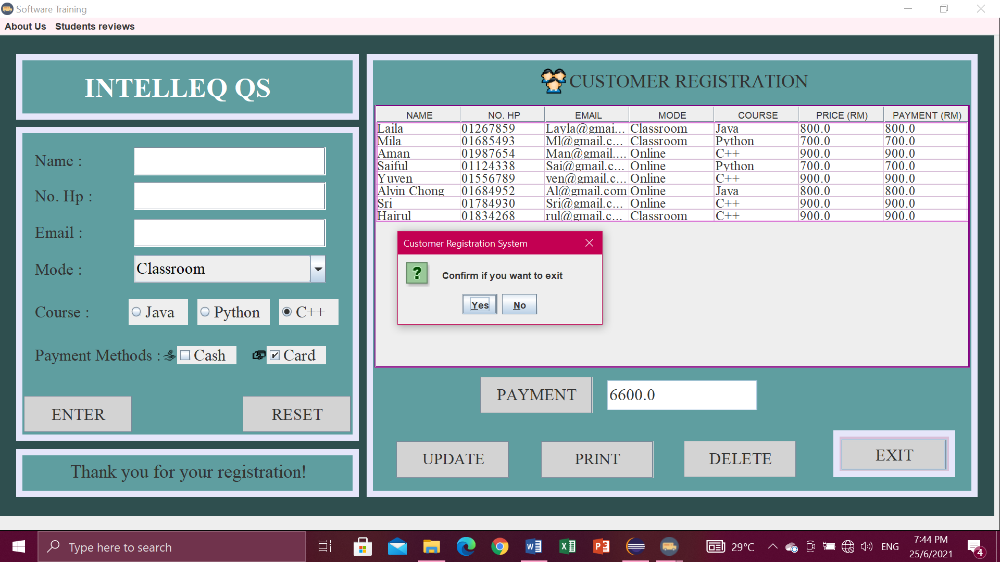 Software Training
About Us Students reviews
INTELLEQ QS
Name :
No. Hp :
Email :
Mode : Classroom
Course : Java Python C++
Payment Methods : Cash Card
ENTER RESET
Thank you for your registration!
CUSTOMER REGISTRATION
NAME NO. HP EMAIL MODE COURSE PRICE (RM) PAYMENT (RM)
Laila 01267859 Layla@gmai... Classroom Java 800.0 800.0
Mila 01685493 Ml@gmail.c... Classroom Python 700.0 700.0
Aman 01987654 Man@gmail.... Online C++ 900.0 900.0
Saiful 01124338 Sai@gmail.c... Online Python 700.0 700.0
Yuven 01556789 ven@gmail.c... Online C++ 900.0 900.0
Alvin Chong 01684952 Al@gmail.com Online Java 800.0 800.0
Sri 01784930 Sri@gmail.c... Online C++ 900.0 900.0
Hairul 01834268 rul@gmail.c... Classroom C++ 900.0 900.0
Customer Registration System
?
Confirm if you want to exit
Yes No
PAYMENT 6600.0
UPDATE PRINT DELETE EXIT
Type here to search
29°C
ENG
7:44 PM
25/6/2021
4